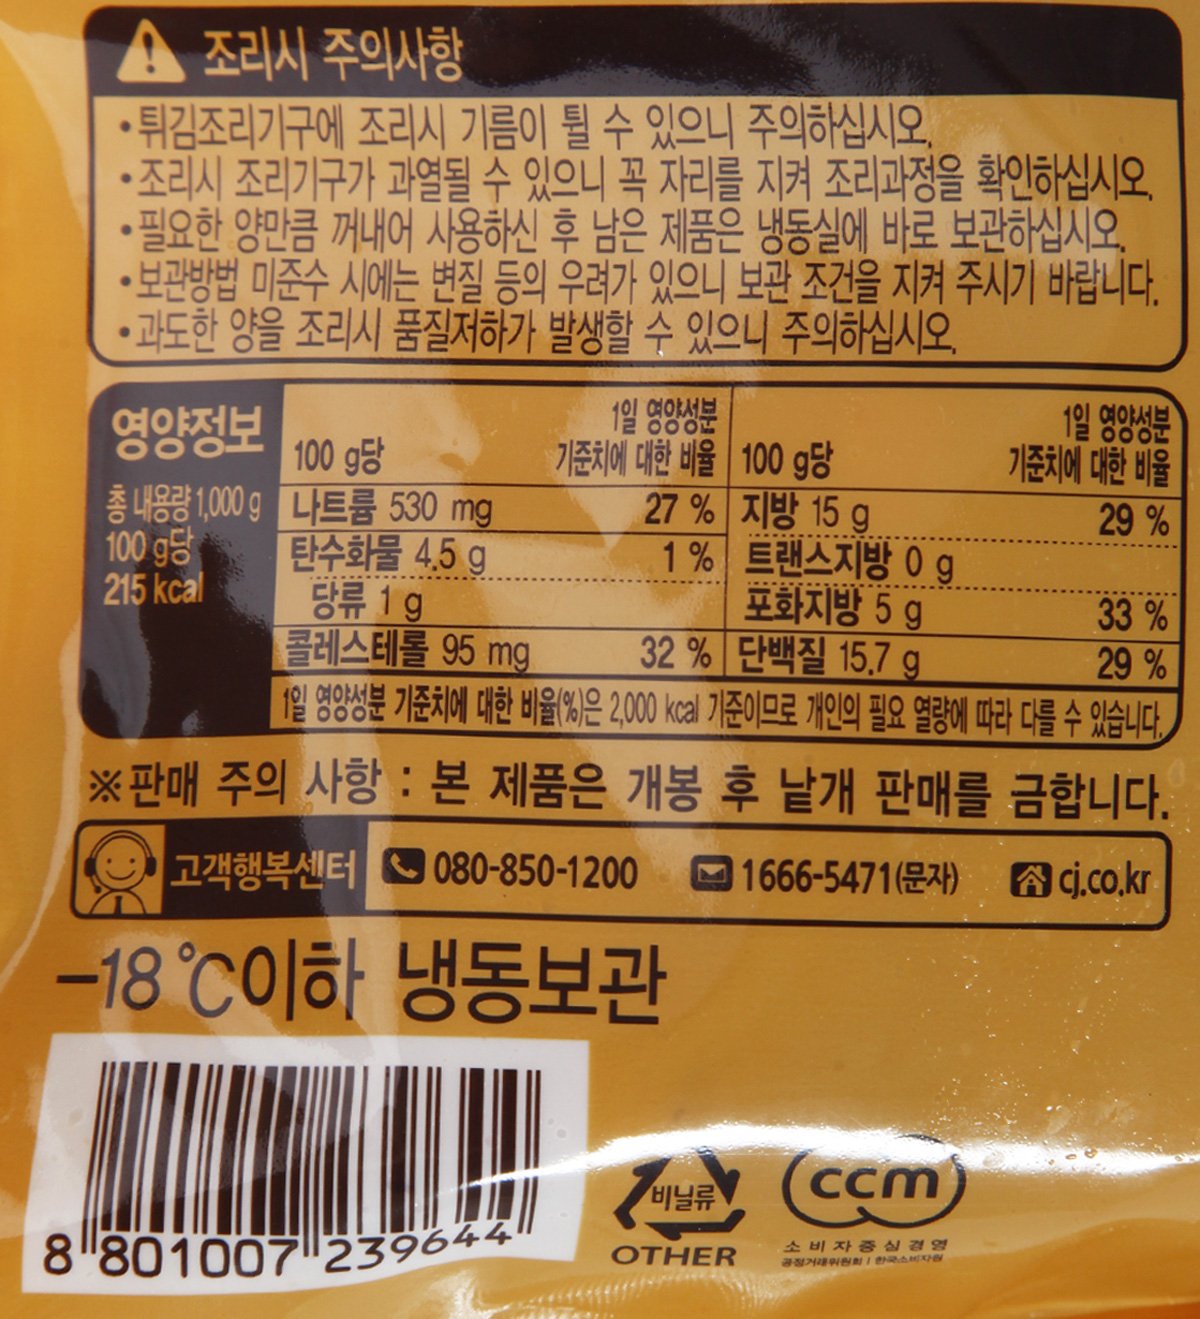 조리시 주의사항
• 튀김조리기구에 조리시 기름이 튈 수 있으니 주의하십시오.
• 조리시 조리기구가 과열될 수 있으니 꼭 자리를 지켜 조리과정을 확인하십시오.
• 필요한 양만큼 꺼내어 사용하신 후 남은 제품은 냉동실에 바로 보관하십시오.
• 보관방법 미준수 시에는 변질 등의 우려가 있으니 보관 조건을 지켜 주시기 바랍니다.
• 과도한 양을 조리시 품질저하가 발생할 수 있으니 주의하십시오.
영양정보
총 내용량 1,000 g
100 g당
215 kcal
100 g당 1일 영양성분 기준치에 대한 비율
나트륨 530 mg 27 %
탄수화물 4.5 g 1 %
당류 1 g
콜레스테롤 95 mg 32 %
100 g당 1일 영양성분 기준치에 대한 비율
지방 15 g 29 %
트랜스지방 0 g
포화지방 5 g 33 %
단백질 15.7 g 29 %
1일 영양성분 기준치에 대한 비율(%)은 2,000 kcal 기준이므로 개인의 필요 열량에 따라 다를 수 있습니다.
※판매 주의 사항 : 본 제품은 개봉 후 낱개 판매를 금합니다.
고객행복센터 080-850-1200 1666-5471(문자) cj.co.kr
-18℃이하 냉동보관
8 801007 239644
비닐류
OTHER
ccm
소비자중심경영
공정거래위원회 | 한국소비자원